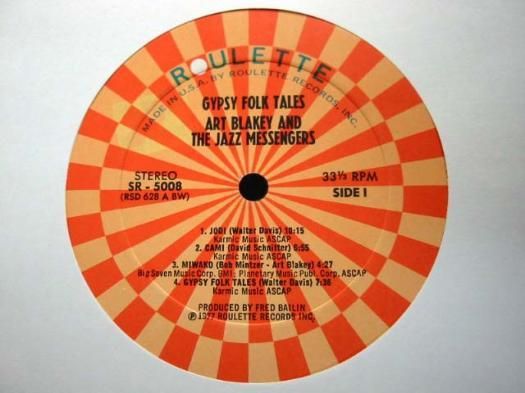 ROULETTE
MADE IN U.S.A. BY ROULETTE RECORDS, INC.
GYPSY FOLK TALES
ART BLAKEY AND
THE JAZZ MESSENGERS
STEREO
SR - 5008
(RSD 628 A BW)
33⅓ RPM
SIDE I
1. JODI (Walter Davis) 10:15
Karmic Music ASCAP
2. CAMI (David Schnitter) 6:55
Karmic Music ASCAP
3. MIWAKO (Bob Mintzer - Art Blakey) 4:27
Big Seven Music Corp. BMI; Planetary Music Publ. Corp. ASCAP
4. GYPSY FOLK TALES (Walter Davis) 7:36
Karmic Music ASCAP
PRODUCED BY FRED BAILIN
Ⓟ 1977 ROULETTE RECORDS INC.